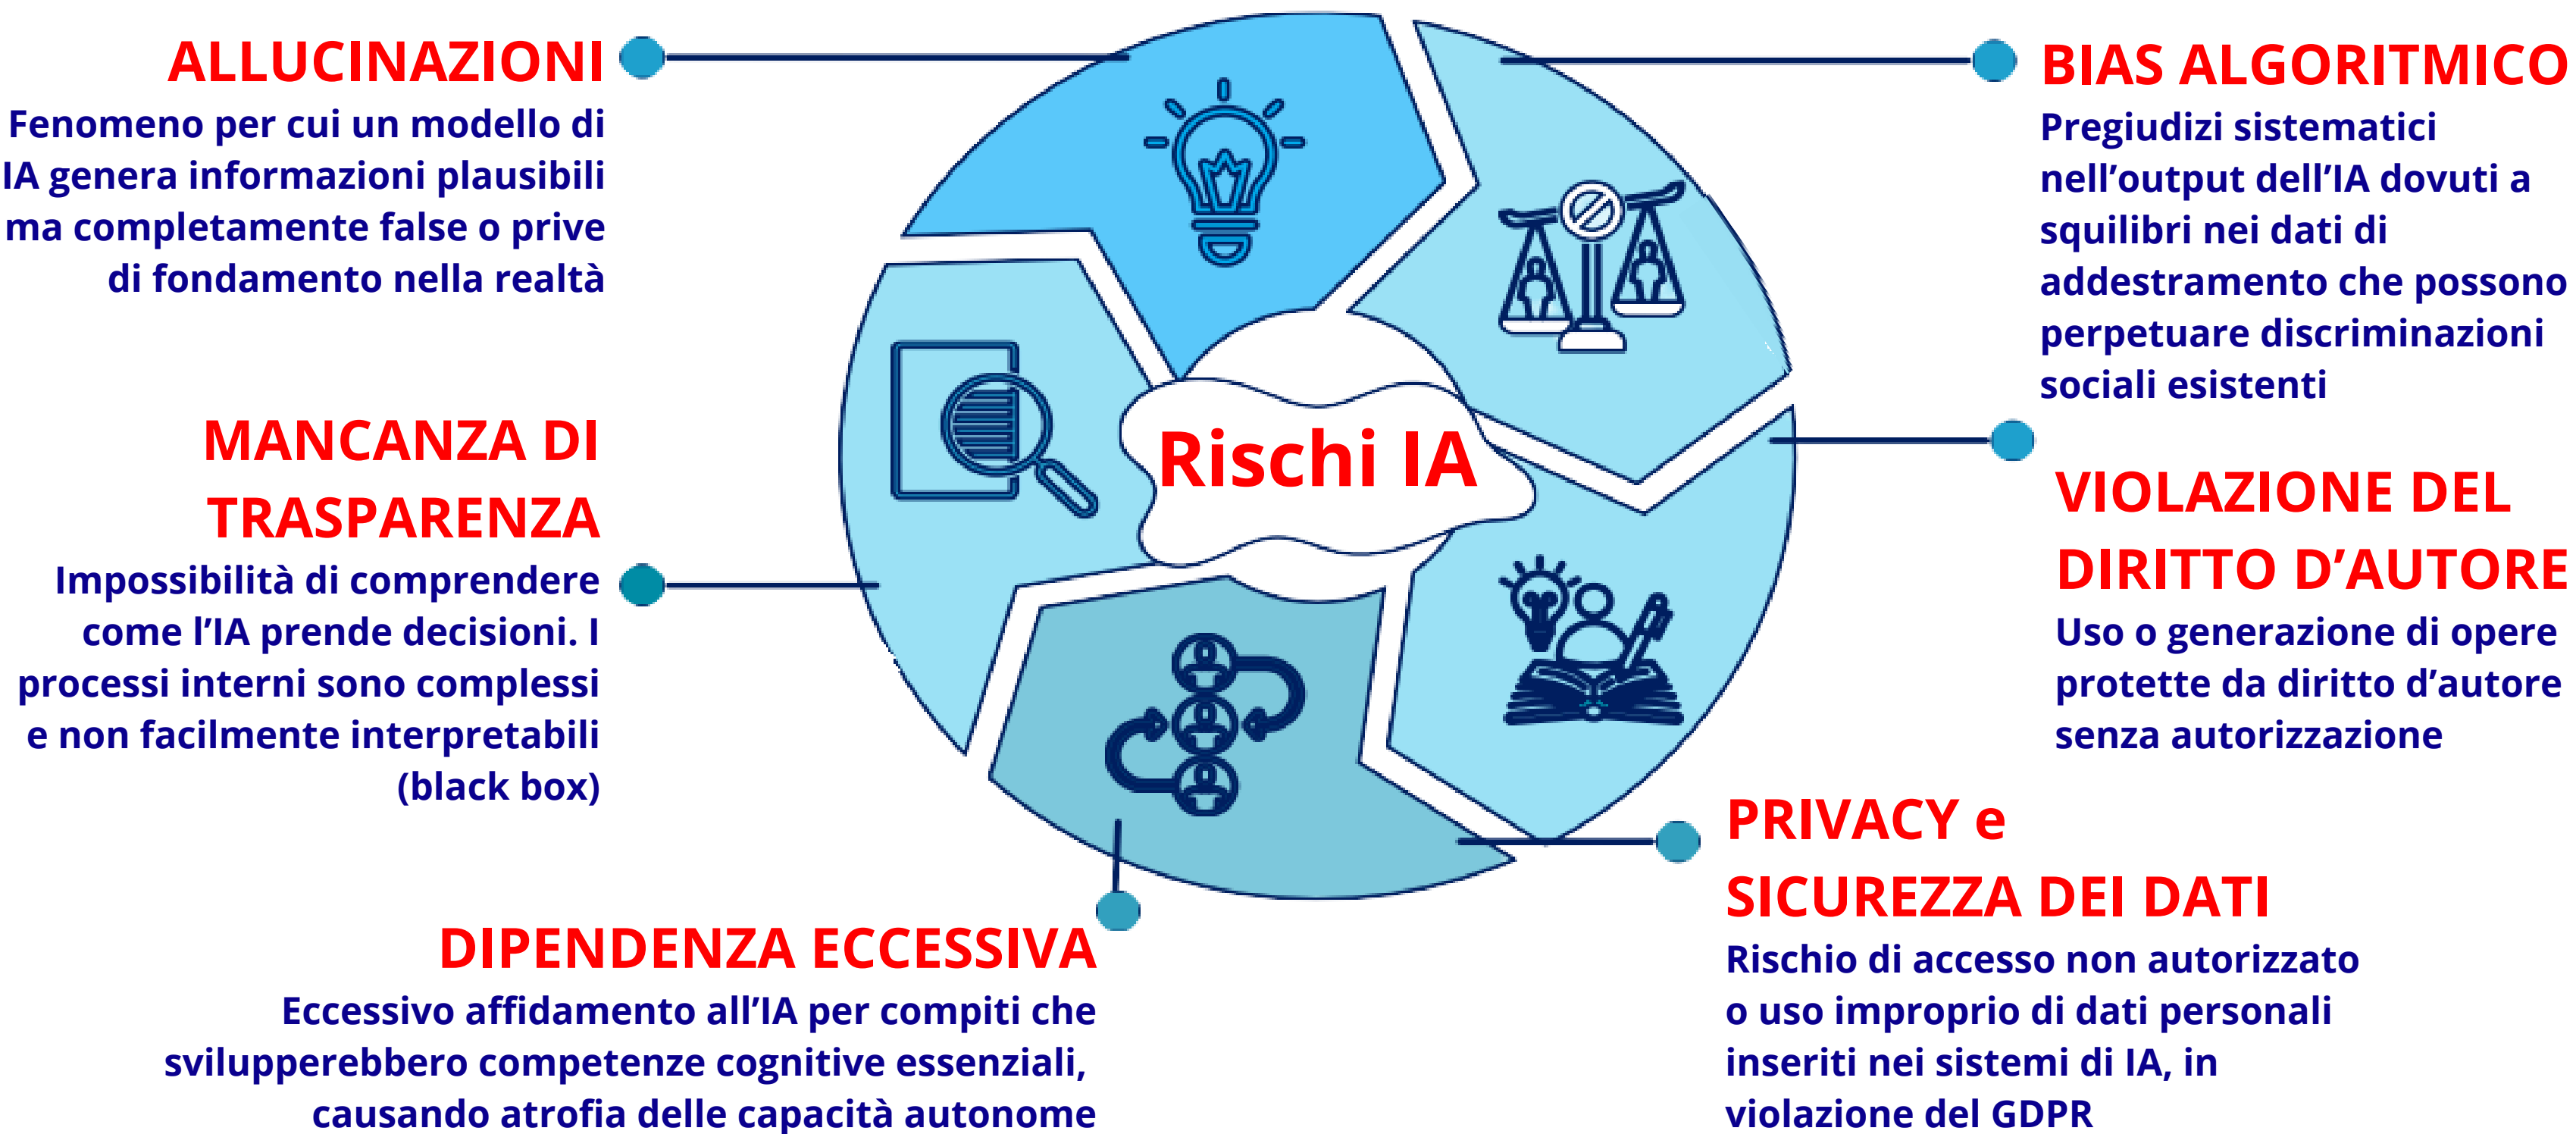 ALLUCINAZIONI
Fenomeno per cui un modello di
IA genera informazioni plausibili
ma completamente false o prive
di fondamento nella realtà
BIAS ALGORITMICO
Pregiudizi sistematici
nell’output dell’IA dovuti a
squilibri nei dati di
addestramento che possono
perpetuare discriminazioni
sociali esistenti
MANCANZA DI
TRASPARENZA
Impossibilità di comprendere
come l’IA prende decisioni. I
processi interni sono complessi
e non facilmente interpretabili
(black box)
Rischi IA
VIOLAZIONE DEL
DIRITTO D’AUTORE
Uso o generazione di opere
protette da diritto d’autore
senza autorizzazione
DIPENDENZA ECCESSIVA
Eccessivo affidamento all’IA per compiti che
svilupperebbero competenze cognitive essenziali,
causando atrofia delle capacità autonome
PRIVACY e
SICUREZZA DEI DATI
Rischio di accesso non autorizzato
o uso improprio di dati personali
inseriti nei sistemi di IA, in
violazione del GDPR